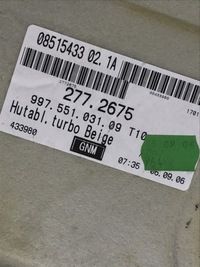 08515433 02.1A
277.2675
997.551.031.09 T10
Hutabl.turbo Beige
433980
GNM
07:35 06.09.06